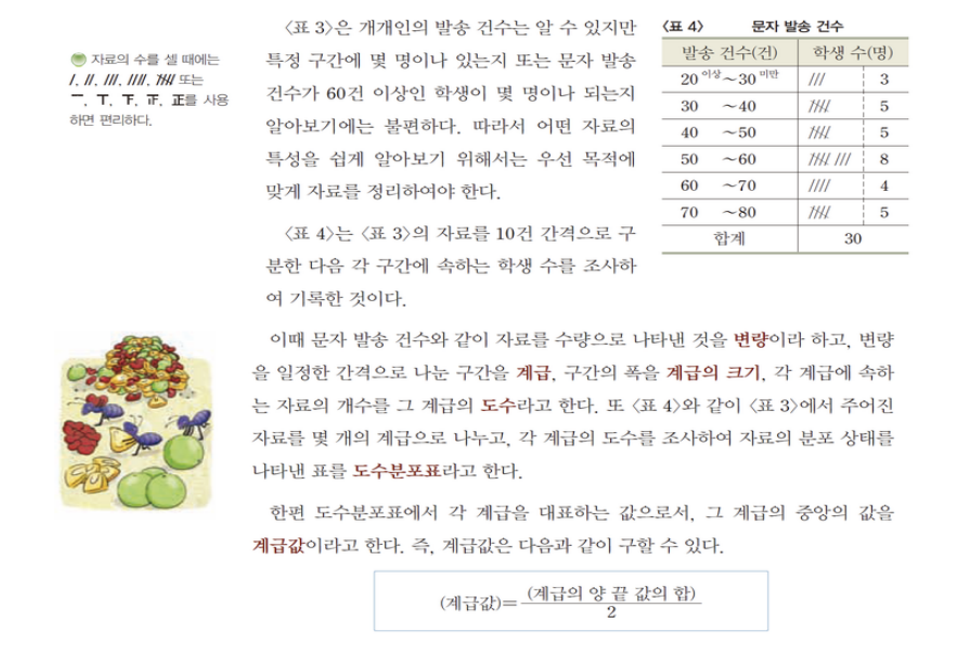 자료의 수를 셀 때에는
/, //, ///, ////, 𝍸 또는
一, T, 下, 正, 正를 사용
하면 편리하다.
〈표 3〉은 개개인의 발송 건수는 알 수 있지만
특정 구간에 몇 명이나 있는지 또는 문자 발송
건수가 60건 이상인 학생이 몇 명이나 되는지
알아보기에는 불편하다. 따라서 어떤 자료의
특성을 쉽게 알아보기 위해서는 우선 목적에
맞게 자료를 정리하여야 한다.
〈표 4〉는 〈표 3〉의 자료를 10건 간격으로 구
분한 다음 각 구간에 속하는 학생 수를 조사하
여 기록한 것이다.
〈표 4〉 문자 발송 건수
발송 건수(건) 학생 수(명)
20 이상 ~30 미만 /// 3
30 ~40 𝍸 5
40 ~50 𝍸 5
50 ~60 𝍸 /// 8
60 ~70 //// 4
70 ~80 𝍸 5
합계 30
이때 문자 발송 건수와 같이 자료를 수량으로 나타낸 것을 변량이라 하고, 변량
을 일정한 간격으로 나눈 구간을 계급, 구간의 폭을 계급의 크기, 각 계급에 속하
는 자료의 개수를 그 계급의 도수라고 한다. 또 〈표 4〉와 같이 〈표 3〉에서 주어진
자료를 몇 개의 계급으로 나누고, 각 계급의 도수를 조사하여 자료의 분포 상태를
나타낸 표를 도수분포표라고 한다.
한편 도수분포표에서 각 계급을 대표하는 값으로서, 그 계급의 중앙의 값을
계급값이라고 한다. 즉, 계급값은 다음과 같이 구할 수 있다.
(계급값)=(계급의 양 끝 값의 합)/2